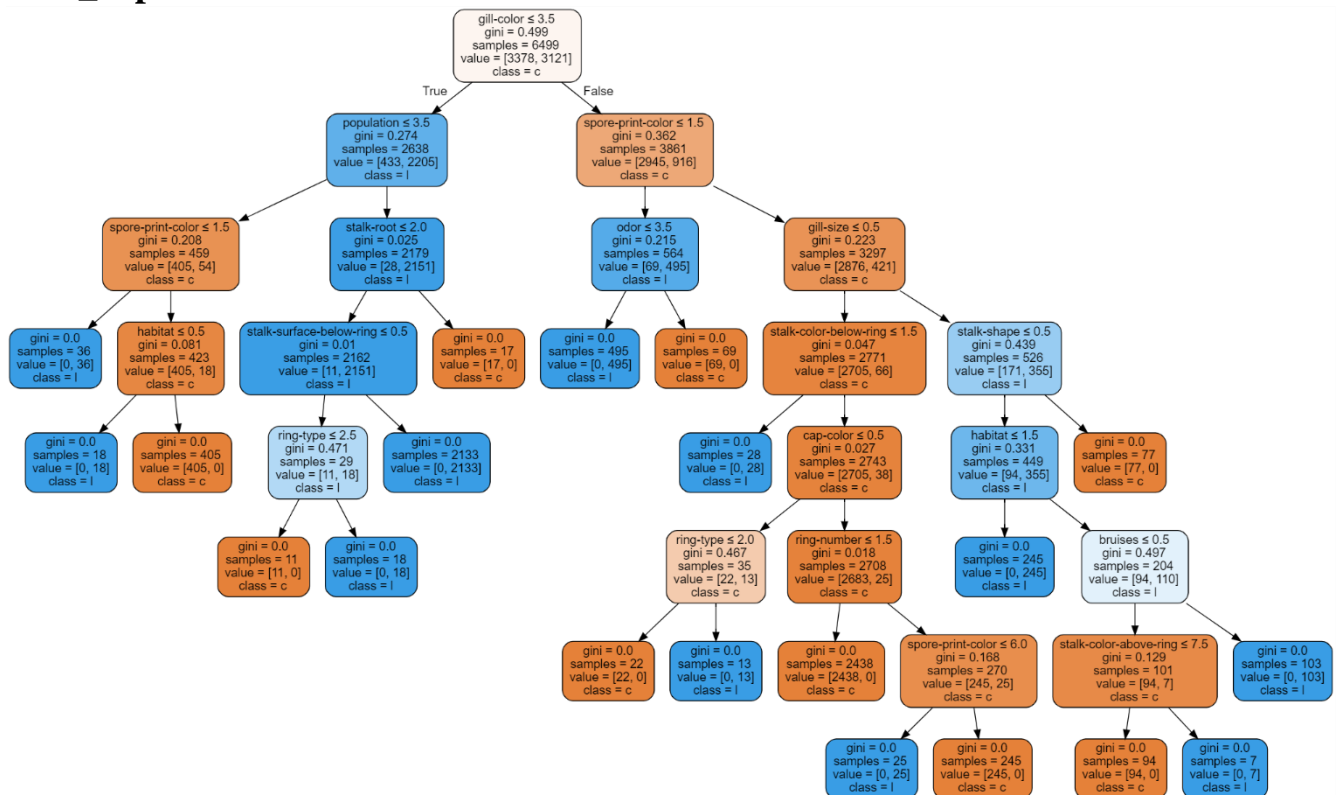 gill-color ≤ 3.5
gini = 0.499
samples = 6499
value = [3378, 3121]
class = c
True
False
population ≤ 3.5
gini = 0.274
samples = 2638
value = [433, 2205]
class = l
spore-print-color ≤ 1.5
gini = 0.362
samples = 3861
value = [2945, 916]
class = c
spore-print-color ≤ 1.5
gini = 0.208
samples = 459
value = [405, 54]
class = c
stalk-root ≤ 2.0
gini = 0.025
samples = 2179
value = [28, 2151]
class = l
odor ≤ 3.5
gini = 0.215
samples = 564
value = [69, 495]
class = l
gill-size ≤ 0.5
gini = 0.223
samples = 3297
value = [2876, 421]
class = c
gini = 0.0
samples = 36
value = [0, 36]
class = l
habitat ≤ 0.5
gini = 0.081
samples = 423
value = [405, 18]
class = c
stalk-surface-below-ring ≤ 0.5
gini = 0.01
samples = 2162
value = [11, 2151]
class = l
gini = 0.0
samples = 17
value = [17, 0]
class = c
gini = 0.0
samples = 495
value = [0, 495]
class = l
gini = 0.0
samples = 69
value = [69, 0]
class = c
stalk-color-below-ring ≤ 1.5
gini = 0.047
samples = 2771
value = [2705, 66]
class = c
stalk-shape ≤ 0.5
gini = 0.439
samples = 526
value = [171, 355]
class = l
gini = 0.0
samples = 18
value = [0, 18]
class = l
gini = 0.0
samples = 405
value = [405, 0]
class = c
ring-type ≤ 2.5
gini = 0.471
samples = 29
value = [11, 18]
class = l
gini = 0.0
samples = 2133
value = [0, 2133]
class = l
gini = 0.0
samples = 28
value = [0, 28]
class = l
cap-color ≤ 0.5
gini = 0.027
samples = 2743
value = [2705, 38]
class = c
habitat ≤ 1.5
gini = 0.331
samples = 449
value = [94, 355]
class = l
gini = 0.0
samples = 77
value = [77, 0]
class = c
gini = 0.0
samples = 11
value = [11, 0]
class = c
gini = 0.0
samples = 18
value = [0, 18]
class = l
ring-type ≤ 2.0
gini = 0.467
samples = 35
value = [22, 13]
class = c
ring-number ≤ 1.5
gini = 0.018
samples = 2708
value = [2683, 25]
class = c
gini = 0.0
samples = 245
value = [0, 245]
class = l
bruises ≤ 0.5
gini = 0.497
samples = 204
value = [94, 110]
class = l
gini = 0.0
samples = 22
value = [22, 0]
class = c
gini = 0.0
samples = 13
value = [0, 13]
class = l
gini = 0.0
samples = 2438
value = [2438, 0]
class = c
spore-print-color ≤ 6.0
gini = 0.168
samples = 270
value = [245, 25]
class = c
stalk-color-above-ring ≤ 7.5
gini = 0.129
samples = 101
value = [94, 7]
class = c
gini = 0.0
samples = 103
value = [0, 103]
class = l
gini = 0.0
samples = 25
value = [0, 25]
class = l
gini = 0.0
samples = 245
value = [245, 0]
class = c
gini = 0.0
samples = 94
value = [94, 0]
class = c
gini = 0.0
samples = 7
value = [0, 7]
class = l